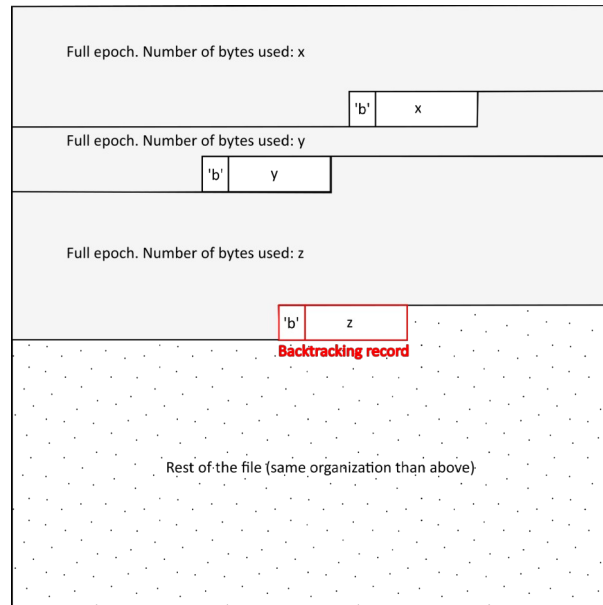 Full epoch. Number of bytes used: x
'b' x
Full epoch. Number of bytes used: y
'b' y
Full epoch. Number of bytes used: z
'b' z
Backtracking record
Rest of the file (same organization than above)